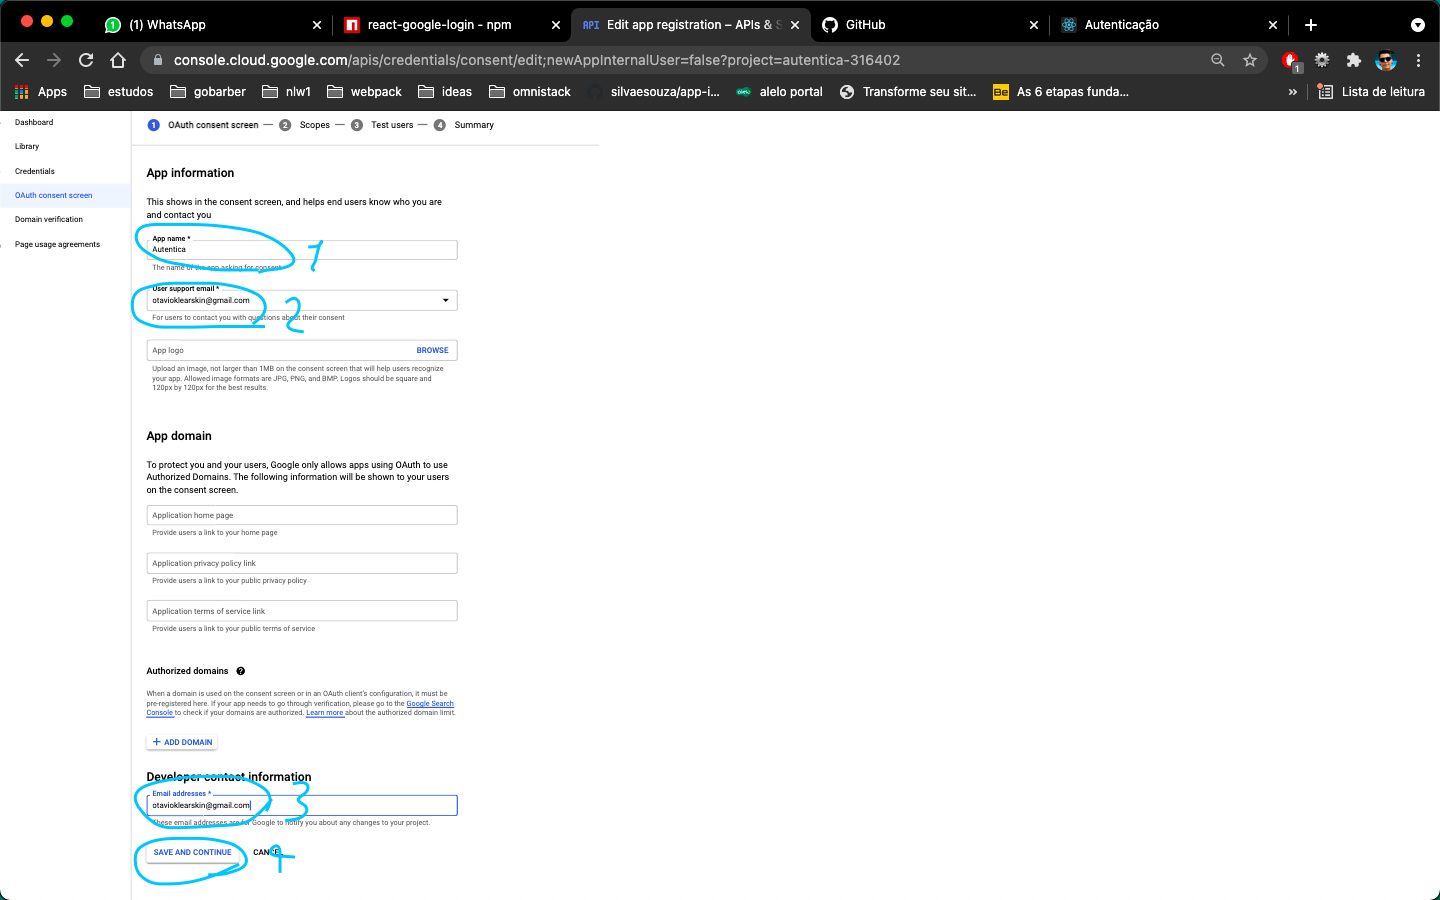 (1) WhatsApp
react-google-login - npm
API Edit app registration – APIs & S
GitHub
Autenticação
console.cloud.google.com/apis/credentials/consent/edit;newAppInternalUser=false?project=autentica-316402
1
Apps
estudos
gobarber
nlw1
webpack
ideas
omnistack
silvaesouza/app-i...
alelo portal
Transforme seu sit...
Be As 6 etapas funda...
»
Lista de leitura
Dashboard
Library
Credentials
OAuth consent screen
Domain verification
Page usage agreements
1 OAuth consent screen — 2 Scopes — 3 Test users — 4 Summary
App information
This shows in the consent screen, and helps end users know who you are
and contact you
App name *
Autentica
1
The name of the app asking for consent
User support email *
otavioklearskin@gmail.com
2
For users to contact you with questions about their consent
App logo
BROWSE
Upload an image, not larger than 1MB on the consent screen that will help users recognize
your app. Allowed image formats are JPG, PNG, and BMP. Logos should be square and
120px by 120px for the best results.
App domain
To protect you and your users, Google only allows apps using OAuth to use
Authorized Domains. The following information will be shown to your users
on the consent screen.
Application home page
Provide users a link to your home page
Application privacy policy link
Provide users a link to your public privacy policy
Application terms of service link
Provide users a link to your public terms of service
Authorized domains ?
When a domain is used on the consent screen or in an OAuth client's configuration, it must be
pre-registered here. If your app needs to go through verification, please go to the Google Search
Console to check if your domains are authorized. Learn more about the authorized domain limit.
+ ADD DOMAIN
Developer contact information
Email addresses *
otavioklearskin@gmail.com
3
These email addresses are for Google to notify you about any changes to your project.
SAVE AND CONTINUE
CANCEL
4